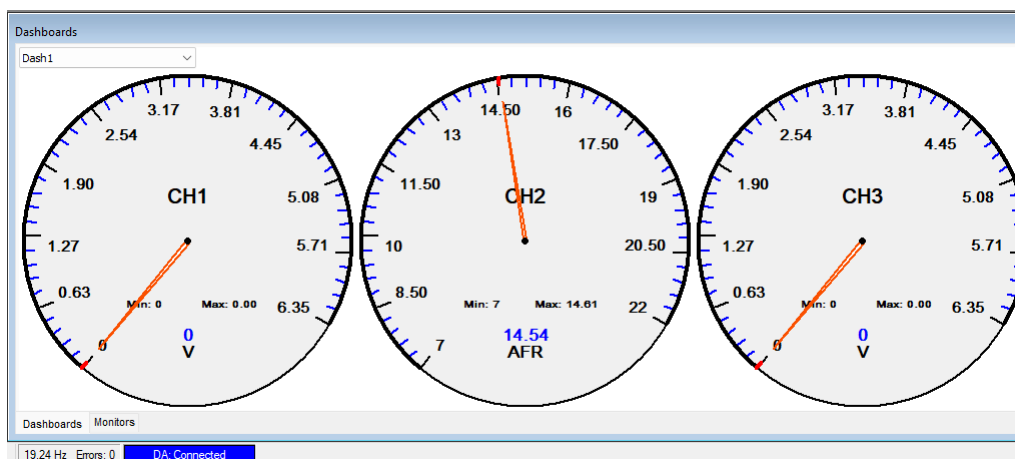 Dashboards
Dash1
3.17 3.81
2.54 4.45
1.90 5.08
CH1
1.27 5.71
0.63 6.35
Min: 0 Max: 0.00
0
0
V
14.50 16
13 17.50
11.50 19
CH2
10 20.50
8.50 22
Min: 7 Max: 14.61
7
14.54
AFR
3.17 3.81
2.54 4.45
1.90 5.08
CH3
1.27 5.71
0.63 6.35
Min: 0 Max: 0.00
0
0
V
Dashboards Monitors
19.24 Hz Errors: 0 DA: Connected